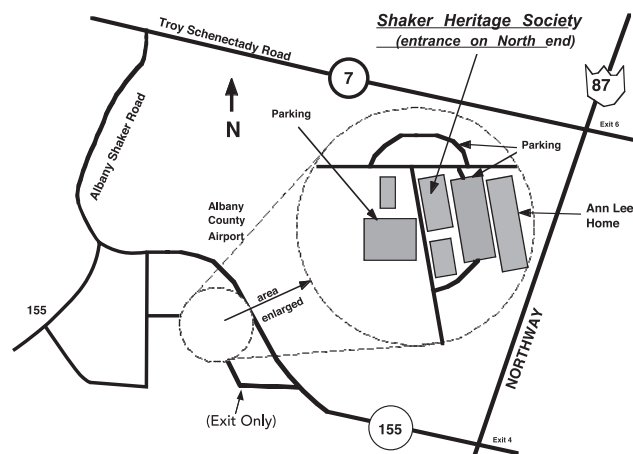 Shaker Heritage Society
(entrance on North end)
Troy Schenectady Road
7
87
Exit 6
N
Parking
Parking
Albany Shaker Road
Albany
County
Airport
Ann Lee
Home
area
enlarged
155
NORTHWAY
(Exit Only)
155
Exit 4